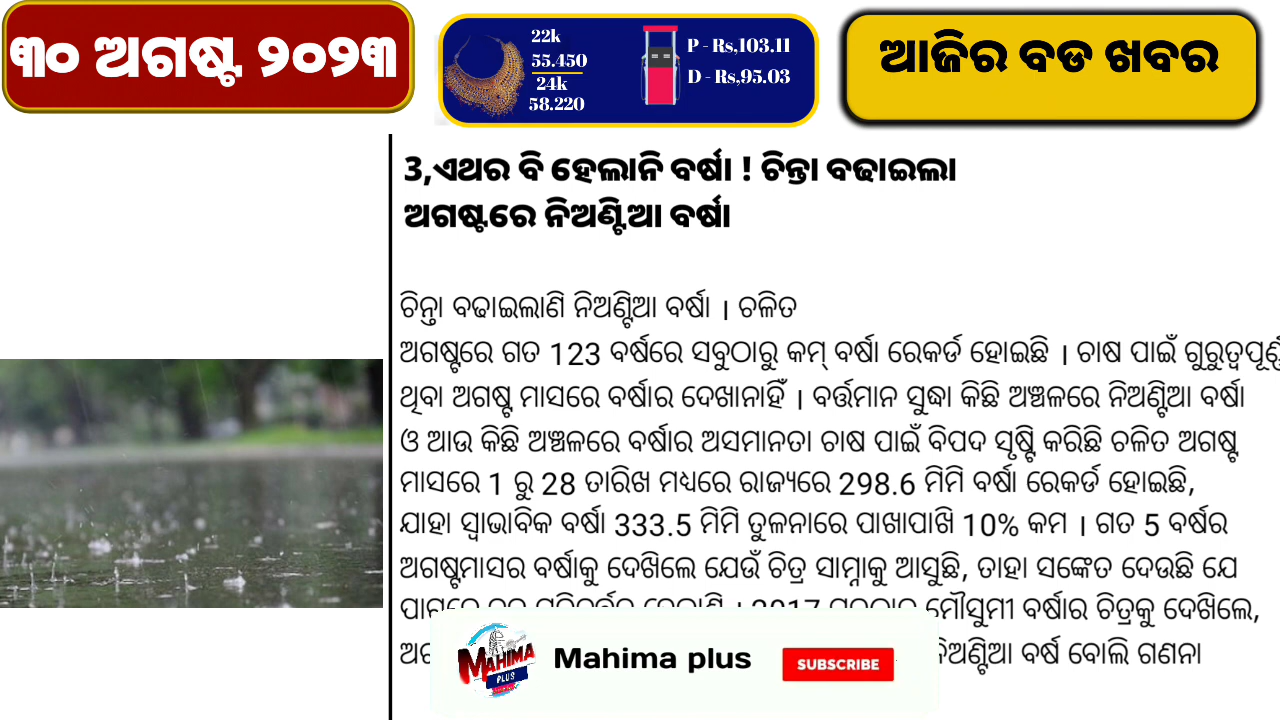 ୩୦ ଅଗଷ୍ଟ ୨୦୨୩
22k
55.450
24k
58.220
P - Rs,103.11
D - Rs,95.03
ଆଜିର ବଡ ଖବର
3,ଏଥର ବି ହେଲାନି ବର୍ଷା ! ଚିନ୍ତା ବଢାଇଲା
ଅଗଷ୍ଟରେ ନିଅଣ୍ଟିଆ ବର୍ଷା
ଚିନ୍ତା ବଢାଇଲାଣି ନିଅଣ୍ଟିଆ ବର୍ଷା । ଚଳିତ
ଅଗଷ୍ଟରେ ଗତ 123 ବର୍ଷରେ ସବୁଠାରୁ କମ୍ ବର୍ଷା ରେକର୍ଡ ହୋଇଛି । ଚାଷ ପାଇଁ ଗୁରୁତ୍ୱପୂର୍ଣ୍ଣ
ଥିବା ଅଗଷ୍ଟ ମାସରେ ବର୍ଷାର ଦେଖାନାହିଁ । ବର୍ତ୍ତମାନ ସୁଦ୍ଧା କିଛି ଅଞ୍ଚଳରେ ନିଅଣ୍ଟିଆ ବର୍ଷା
ଓ ଆଉ କିଛି ଅଞ୍ଚଳରେ ବର୍ଷାର ଅସମାନତା ଚାଷ ପାଇଁ ବିପଦ ସୃଷ୍ଟି କରିଛି ଚଳିତ ଅଗଷ୍ଟ
ମାସରେ 1 ରୁ 28 ତାରିଖ ମଧ୍ୟରେ ରାଜ୍ୟରେ 298.6 ମିମି ବର୍ଷା ରେକର୍ଡ ହୋଇଛି,
ଯାହା ସ୍ୱାଭାବିକ ବର୍ଷା 333.5 ମିମି ତୁଳନାରେ ପାଖାପାଖି 10% କମ । ଗତ 5 ବର୍ଷର
ଅଗଷ୍ଟମାସର ବର୍ଷାକୁ ଦେଖିଲେ ଯେଉଁ ଚିତ୍ର ସାମ୍ନାକୁ ଆସୁଛି, ତାହା ସଙ୍କେତ ଦେଉଛି ଯେ
ମୌସୁମୀ ବର୍ଷାର ଚିତ୍ରକୁ ଦେଖିଲେ,
ନିଅଣ୍ଟିଆ ବର୍ଷ ବୋଲି ଗଣନା
MAHIMA
PLUS
Mahima plus
SUBSCRIBE